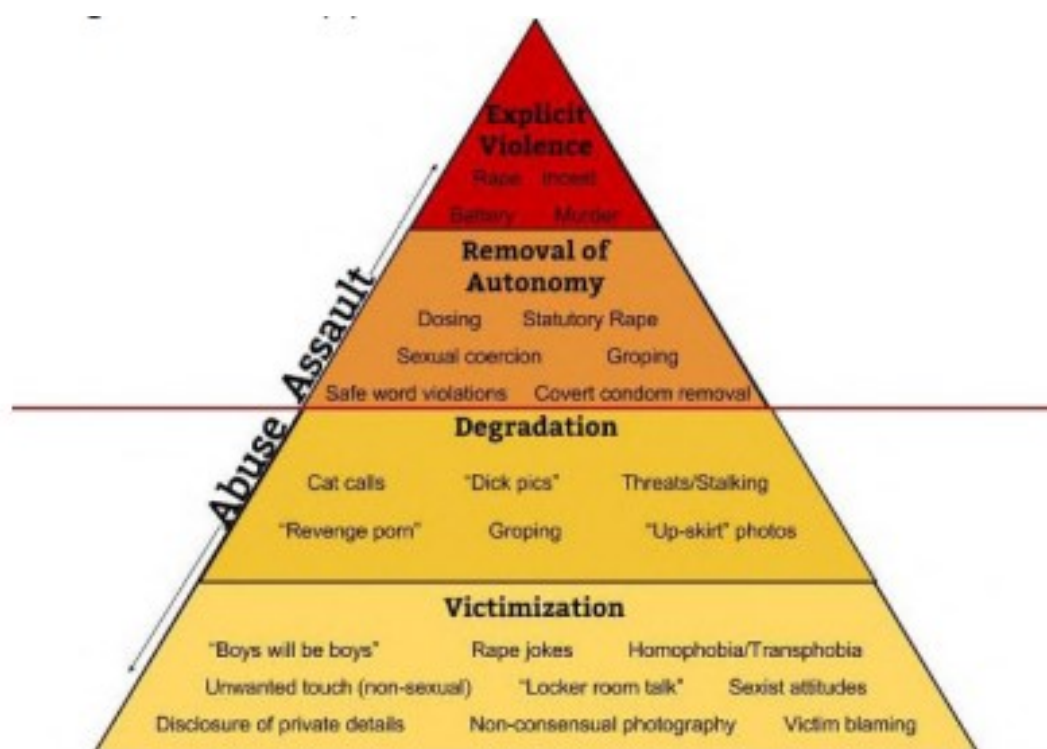 Explicit
Violence
Rape Incest
Battery Murder
Removal of
Autonomy
Dosing Statutory Rape
Sexual coercion Groping
Safe word violations Covert condom removal
Assault
Abuse
Degradation
Cat calls "Dick pics" Threats/Stalking
"Revenge porn" Groping "Up-skirt" photos
Victimization
"Boys will be boys" Rape jokes Homophobia/Transphobia
Unwanted touch (non-sexual) "Locker room talk" Sexist attitudes
Disclosure of private details Non-consensual photography Victim blaming